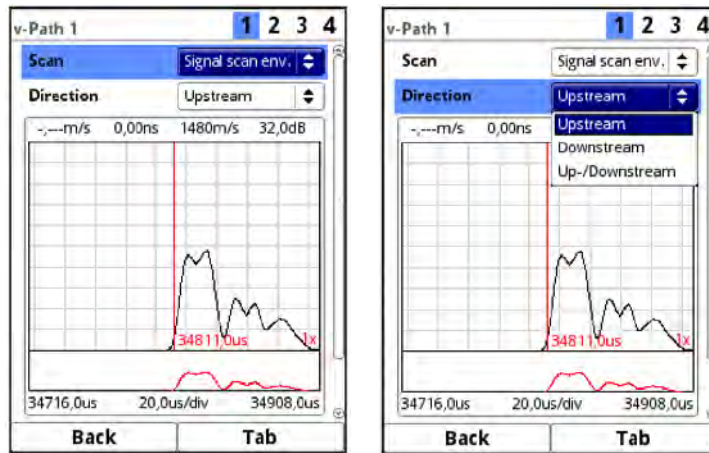 v-Path 1 1 2 3 4
Scan Signal scan env.
Direction Upstream
-,---m/s 0,00ns 1480m/s 32,0dB
34811,0us 1x
34716,0us 20,0us/div 34908,0us
Back Tab
v-Path 1 1 2 3 4
Scan Signal scan env.
Direction Upstream
Upstream
-,---m/s 0,00ns
Downstream
Up-/Downstream
34811,0us 1x
34716,0us 20,0us/div 34908,0us
Back Tab